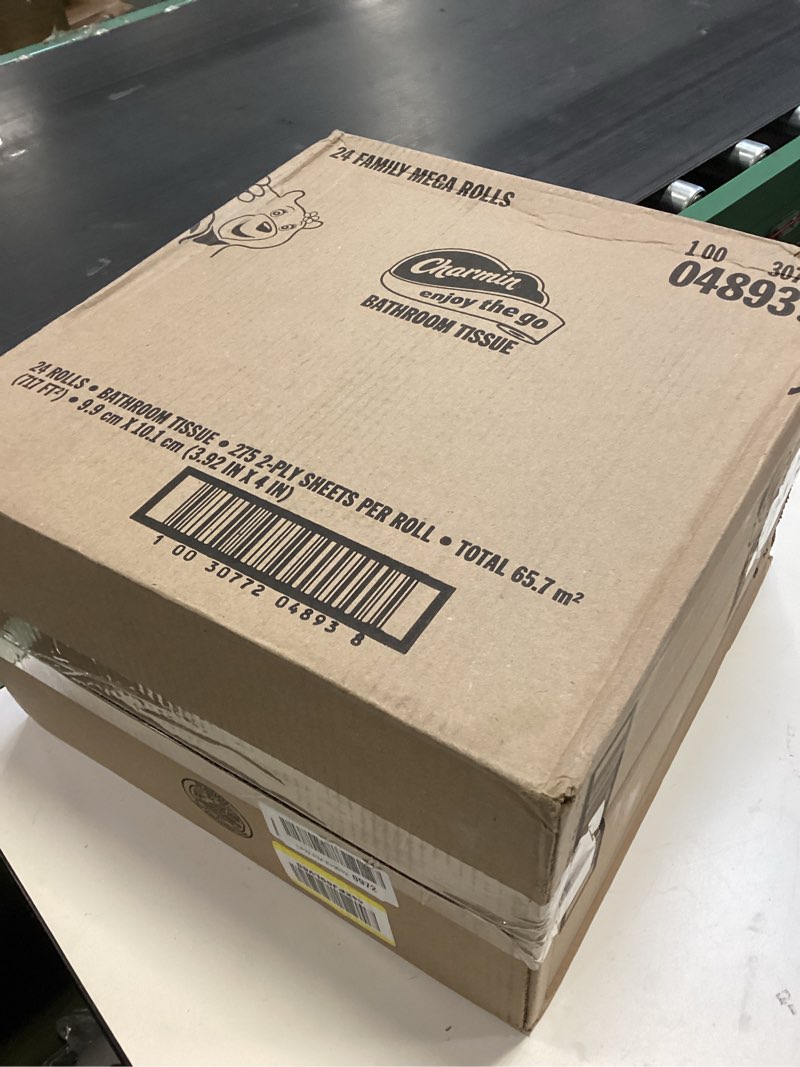 24 FAMILY MEGA ROLLS
1 00
04893
Charmin
enjoy the go
BATHROOM TISSUE
24 ROLLS • BATHROOM TISSUE • 275 2-PLY SHEETS PER ROLL • TOTAL 65.7 m²
(717 FT²) • 9.9 cm X 10.1 cm (3.92 IN X 4 IN)
1 00 30772 04893 8
0972